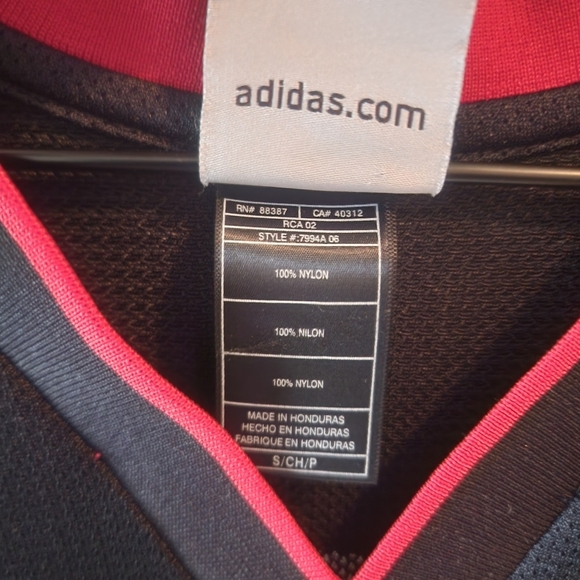 adidas.com
RN# 88387 CA# 40312
RCA 02
STYLE #:7994A 06
100% NYLON
100% NILON
100% NYLON
MADE IN HONDURAS
HECHO EN HONDURAS
FABRIQUE EN HONDURAS
S/CH/P